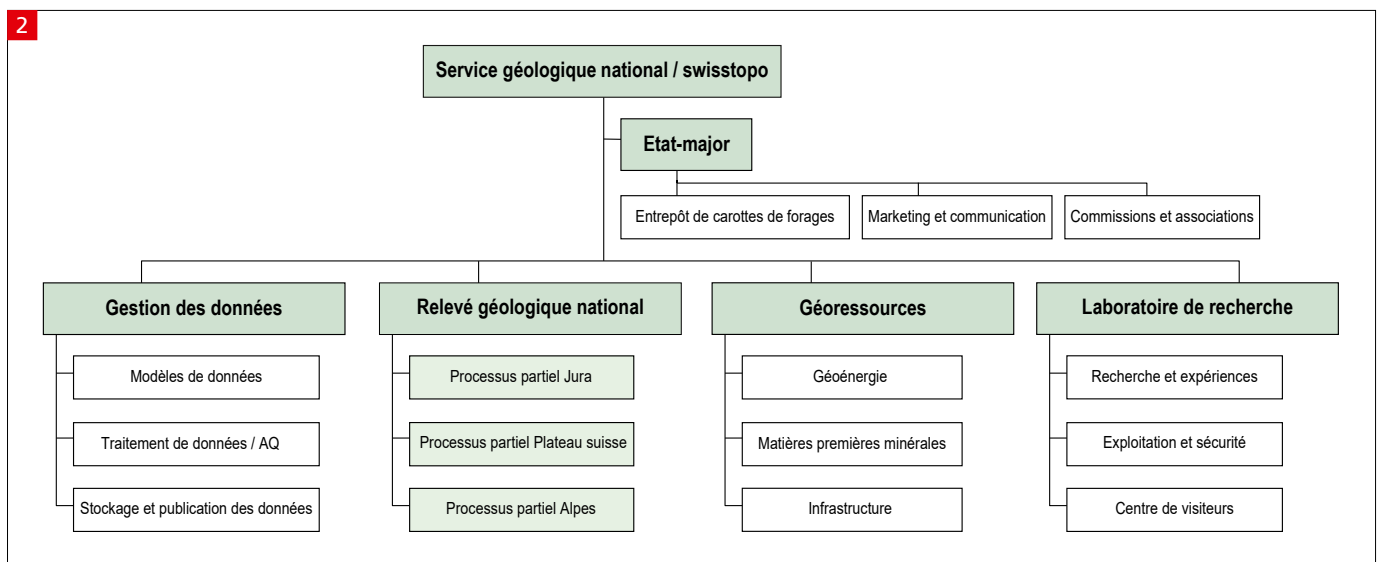 2
Service géologique national / swisstopo
Etat-major
Entrepôt de carottes de forages
Marketing et communication
Commissions et associations
Gestion des données
Modèles de données
Traitement de données / AQ
Stockage et publication des données
Relevé géologique national
Processus partiel Jura
Processus partiel Plateau suisse
Processus partiel Alpes
Géoressources
Géoénergie
Matières premières minérales
Infrastructure
Laboratoire de recherche
Recherche et expériences
Exploitation et sécurité
Centre de visiteurs